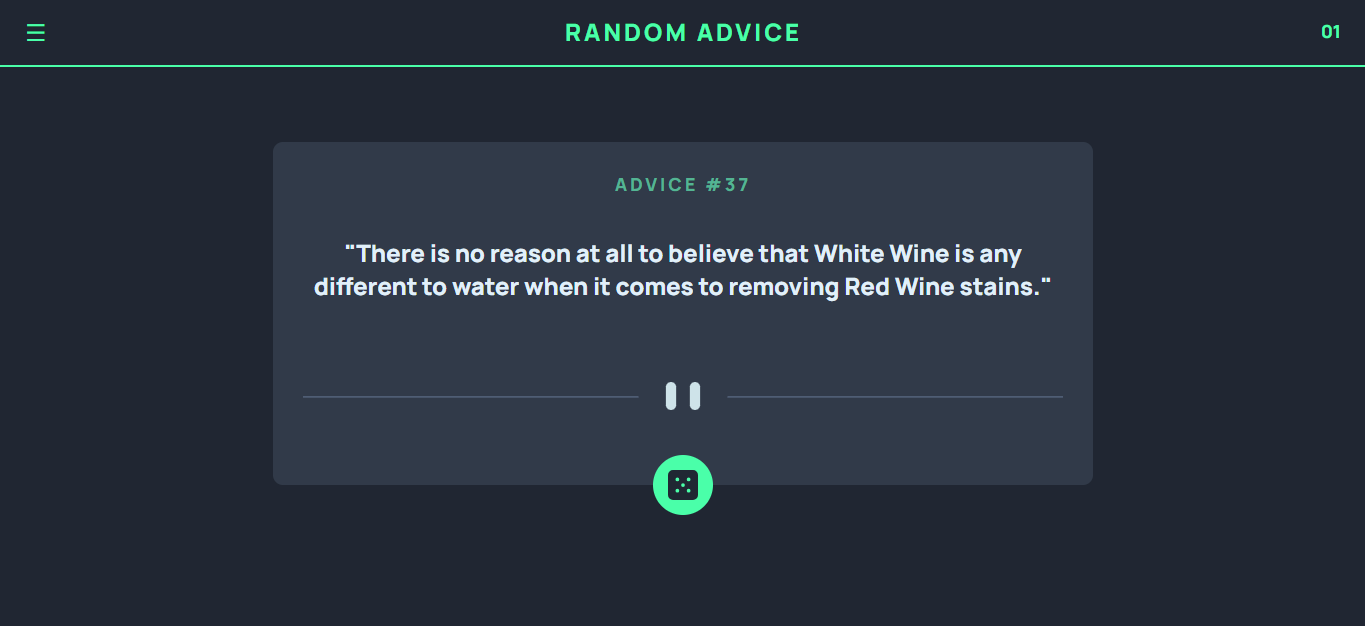 RANDOM ADVICE
01
ADVICE #37
"There is no reason at all to believe that White Wine is any
different to water when it comes to removing Red Wine stains."